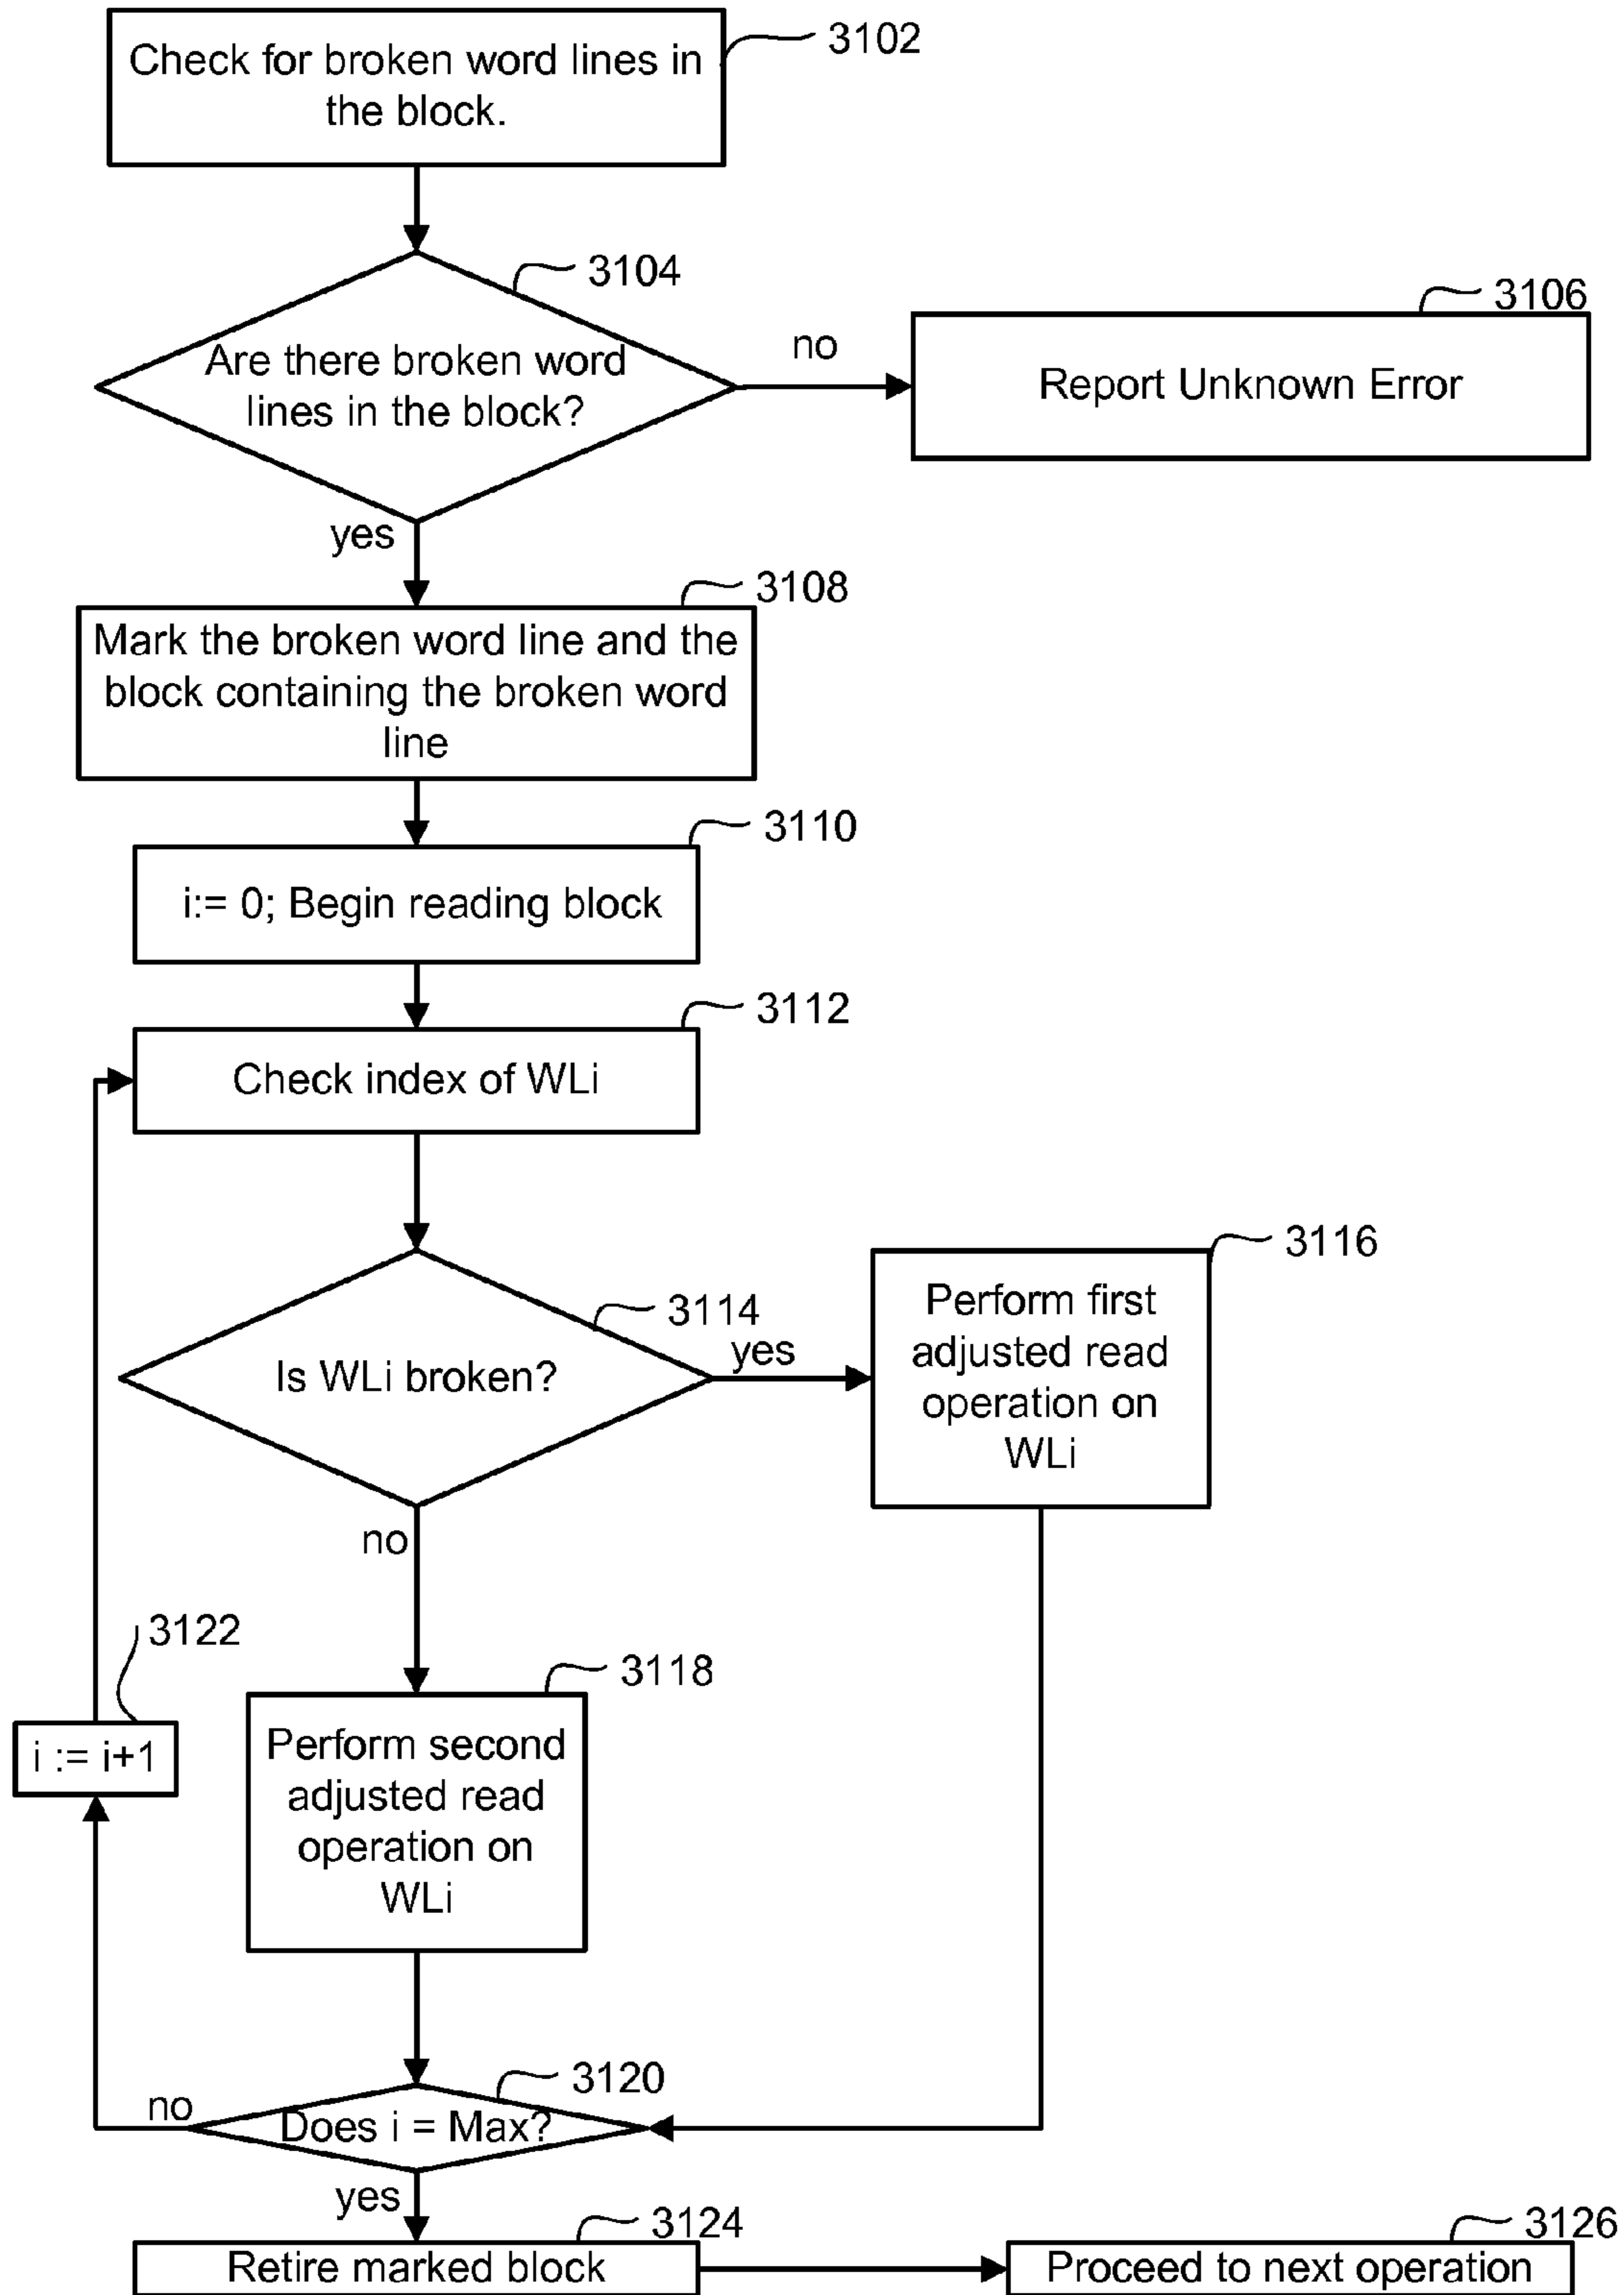 Check for broken word lines in
the block.
3102
3104
Are there broken word
lines in the block?
no
3106
Report Unknown Error
yes
3108
Mark the broken word line and the
block containing the broken word
line
3110
i:= 0; Begin reading block
3112
Check index of WLi
3114
Is WLi broken?
yes
3116
Perform first
adjusted read
operation on
WLi
no
3118
Perform second
adjusted read
operation on
WLi
3122
i := i+1
3120
Does i = Max?
no
yes
3124
Retire marked block
3126
Proceed to next operation